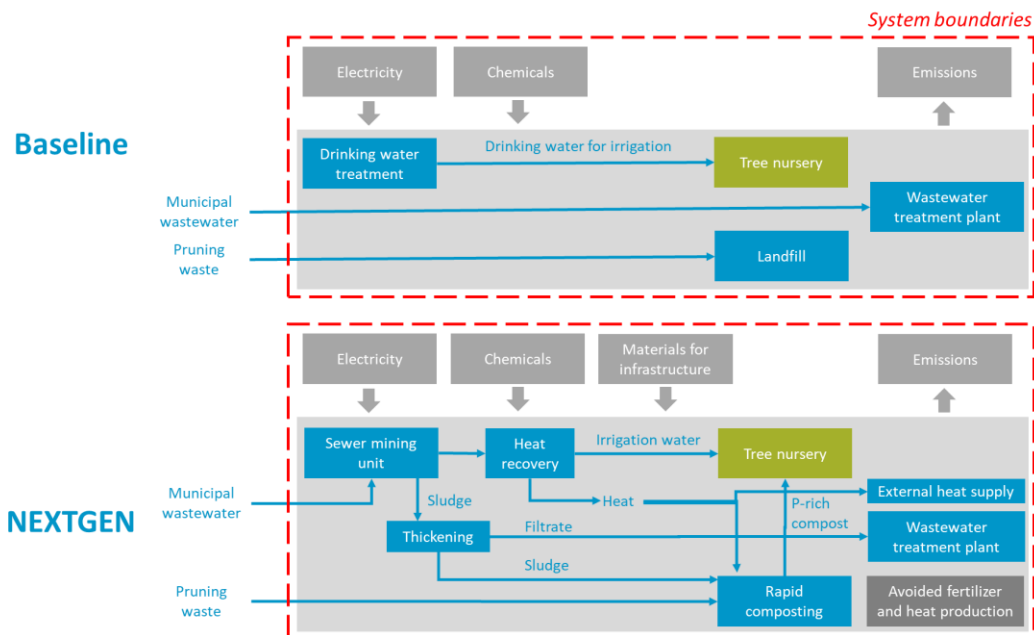 System boundaries
Electricity
Chemicals
Emissions
Baseline
Drinking water
treatment
Drinking water for irrigation
Tree nursery
Municipal
wastewater
Wastewater
treatment plant
Pruning
waste
Landfill
Electricity
Chemicals
Materials for
infrastructure
Emissions
Sewer mining
unit
Heat
recovery
Irrigation water
Tree nursery
Municipal
wastewater
Sludge
Heat
P-rich
compost
External heat supply
NEXTGEN
Thickening
Filtrate
Wastewater
treatment plant
Sludge
Pruning
waste
Rapid
composting
Avoided fertilizer
and heat production